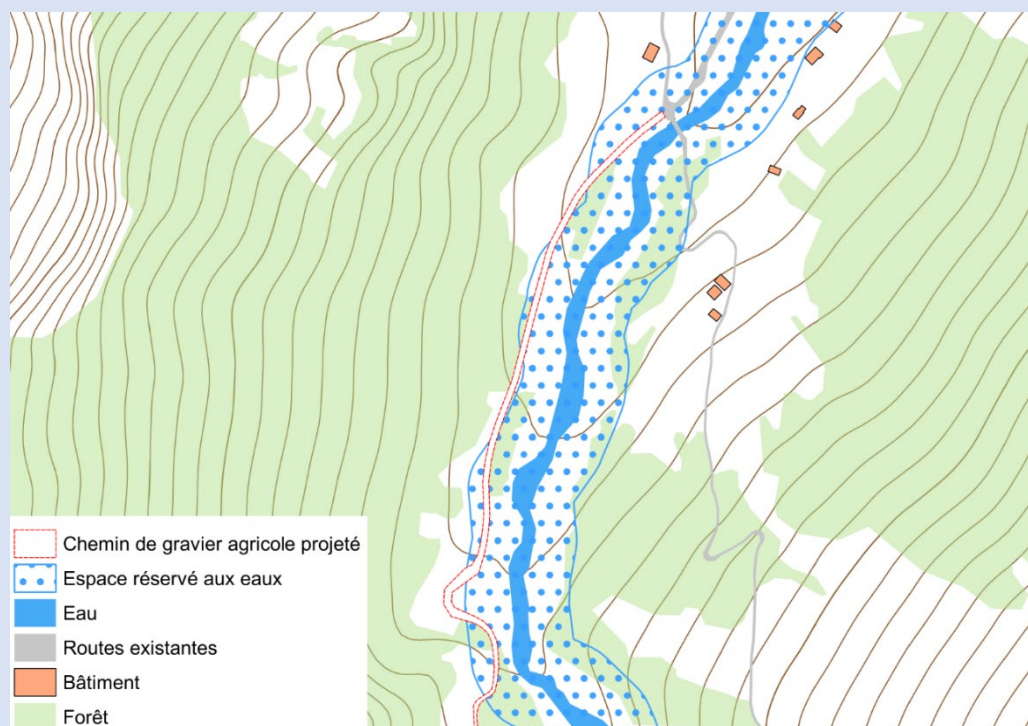 Chemin de gravier agricole projeté
Espace réservé aux eaux
Eau
Routes existantes
Bâtiment
Forêt